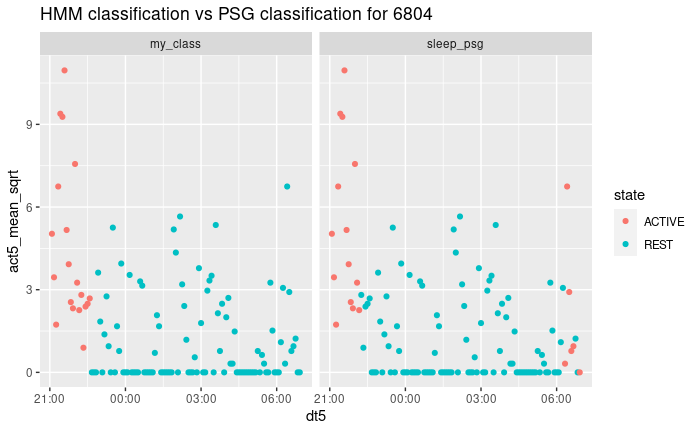 HMM classification vs PSG classification for 6804
my_class
sleep_psg
act5_mean_sqrt
9
6
3
0
21:00
00:00
03:00
06:00
21:00
00:00
03:00
06:00
dt5
state
ACTIVE
REST